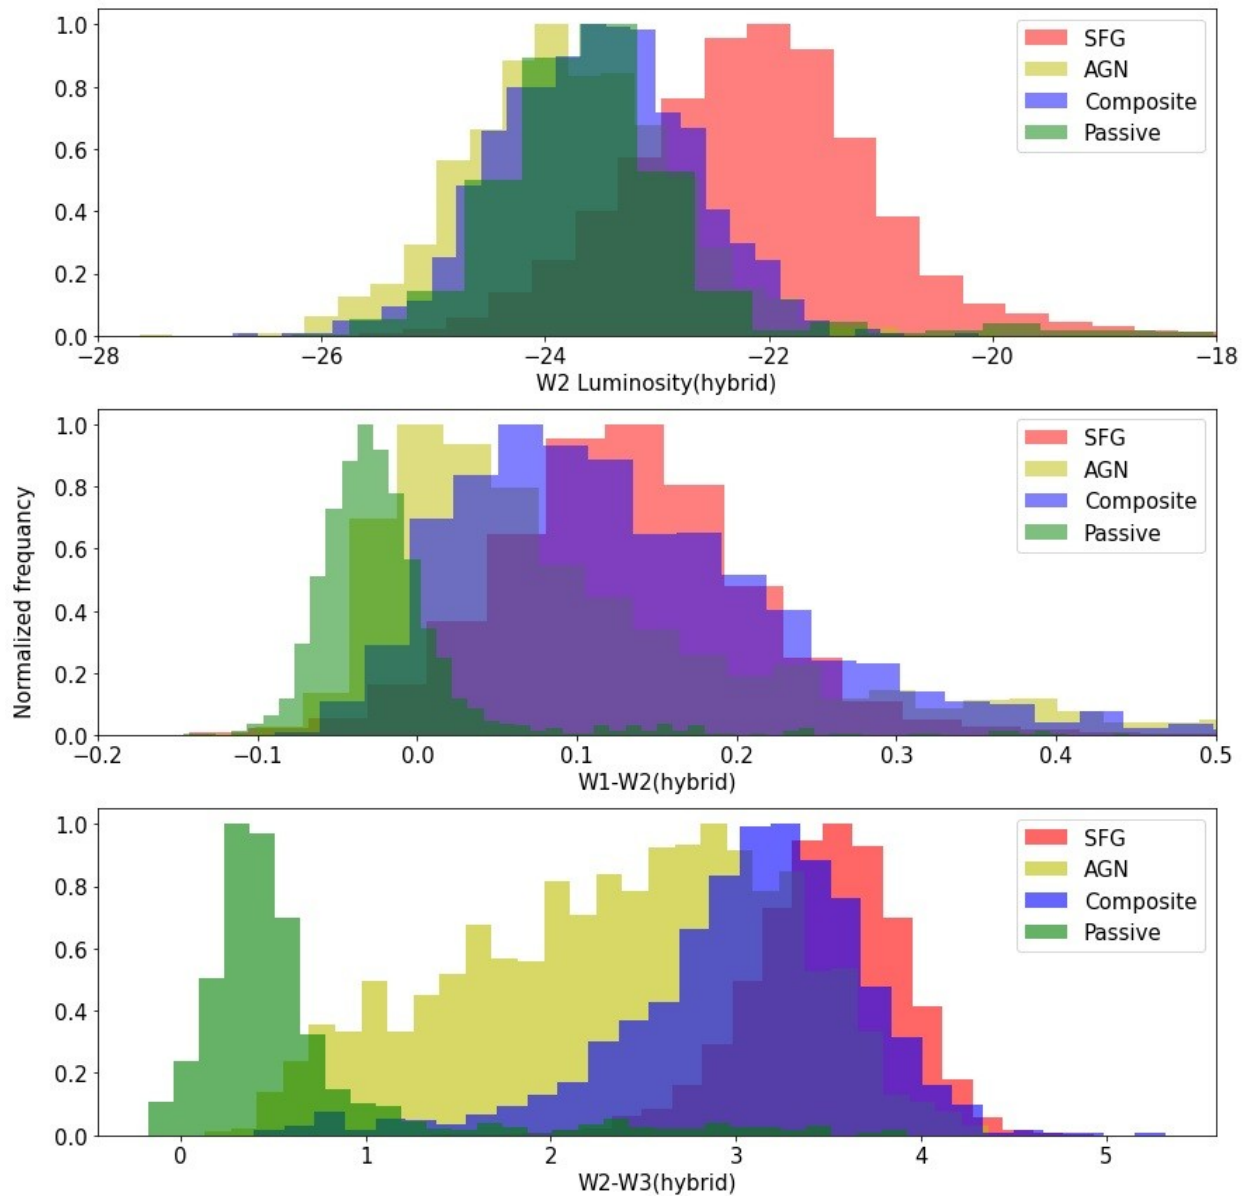 1.0
0.8
0.6
0.4
0.2
0.0
SFG
AGN
Composite
Passive
−28 −26 −24 −22 −20 −18
W2 Luminosity(hybrid)
Normalized frequancy
1.0
0.8
0.6
0.4
0.2
0.0
SFG
AGN
Composite
Passive
−0.2 −0.1 0.0 0.1 0.2 0.3 0.4 0.5
W1-W2(hybrid)
1.0
0.8
0.6
0.4
0.2
0.0
SFG
AGN
Composite
Passive
0 1 2 3 4 5
W2-W3(hybrid)